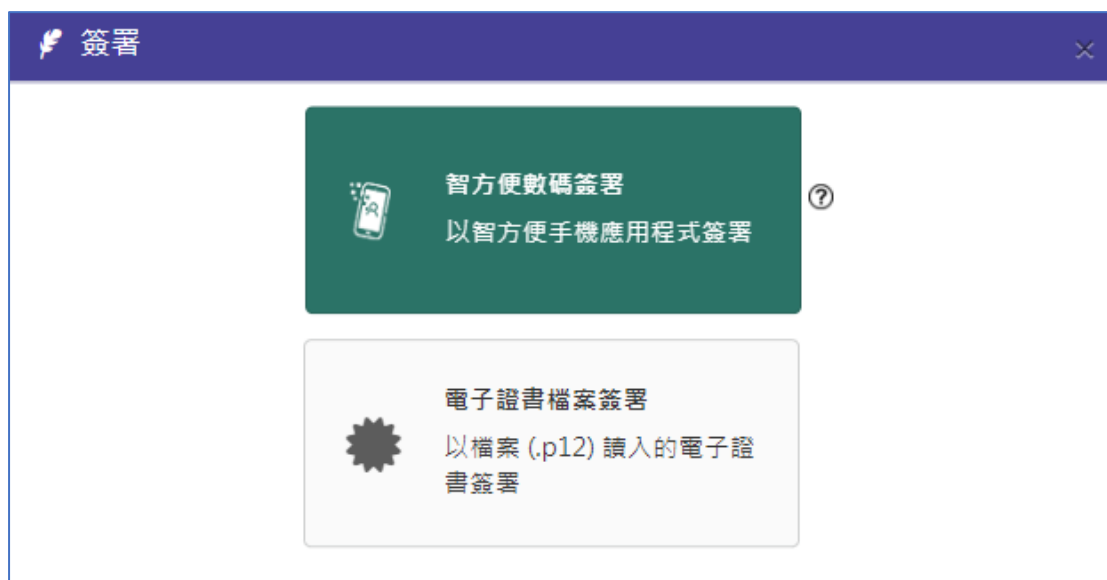 簽署
智方便數碼簽署
以智方便手機應用程式簽署
電子證書檔案簽署
以檔案 (.p12) 讀入的電子證
書簽署